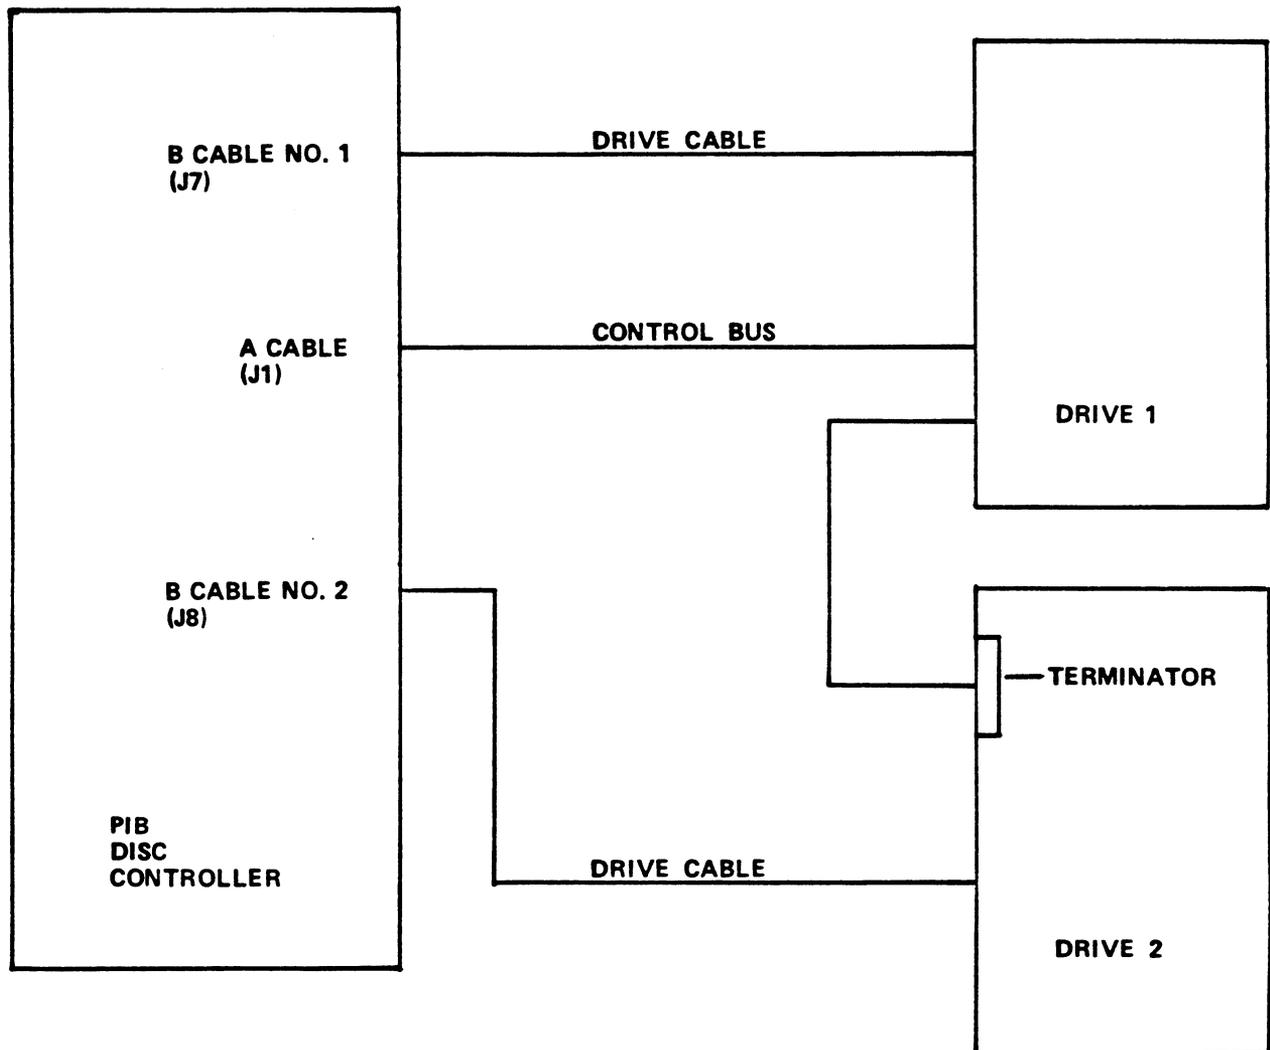 B CABLE NO. 1
(J7)
DRIVE CABLE
A CABLE
(J1)
CONTROL BUS
DRIVE 1
B CABLE NO. 2
(J8)
TERMINATOR
PIB
DISC
CONTROLLER
DRIVE CABLE
DRIVE 2